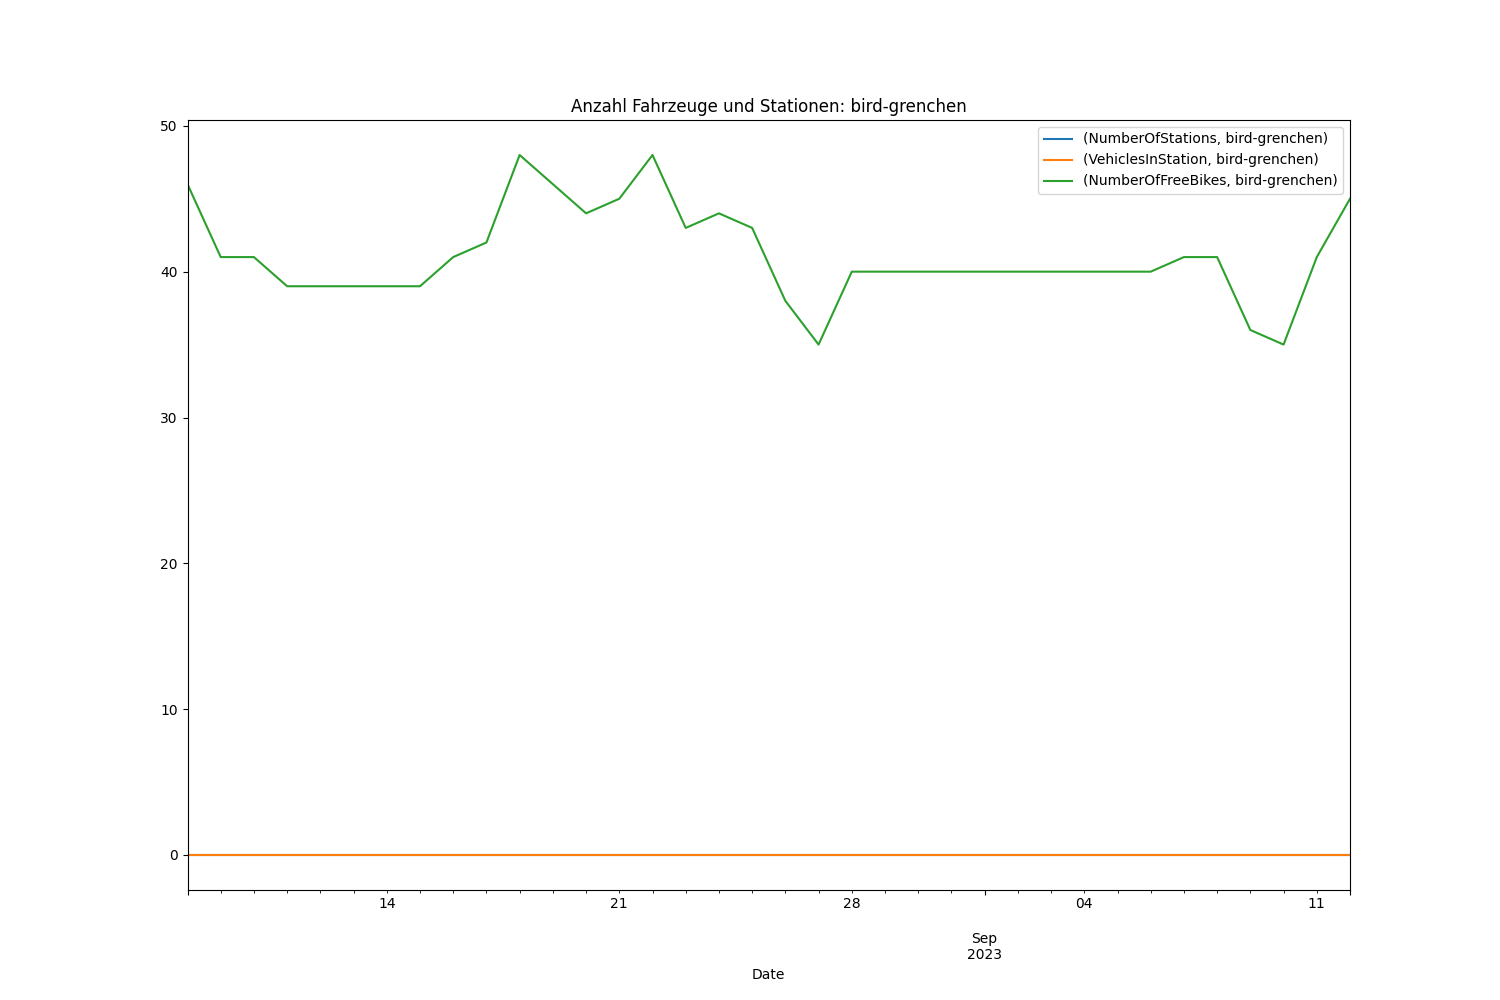 Anzahl Fahrzeuge und Stationen: bird-grenchen
50
(NumberOfStations, bird-grenchen)
(VehiclesInStation, bird-grenchen)
(NumberOfFreeBikes, bird-grenchen)
40
30
20
10
0
14
21
28
04
11
Sep
2023
Date